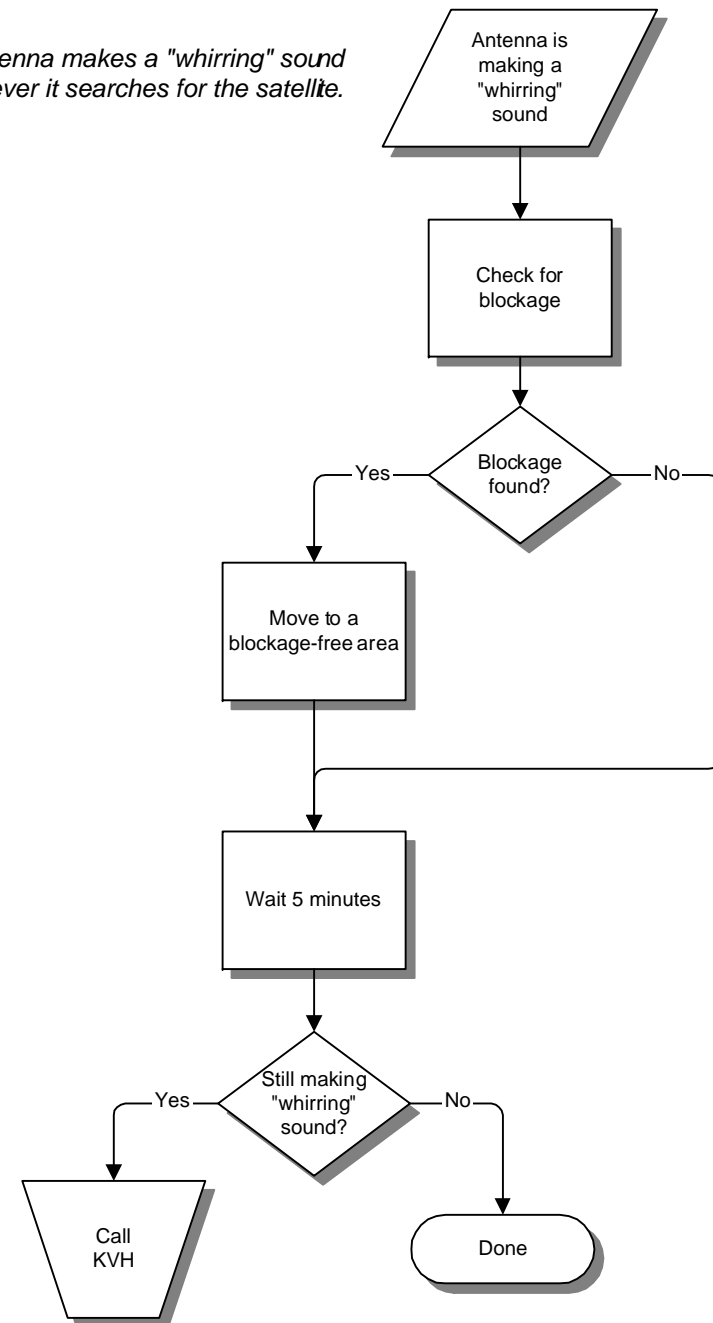 enna makes a "whirring" sound
ever it searches for the satellite.
Antenna is
making a
"whirring"
sound
Check for
blockage
Blockage
found?
Yes
No
Move to a
blockage-free area
Wait 5 minutes
Still making
"whirring"
sound?
Yes
No
Call
KVH
Done